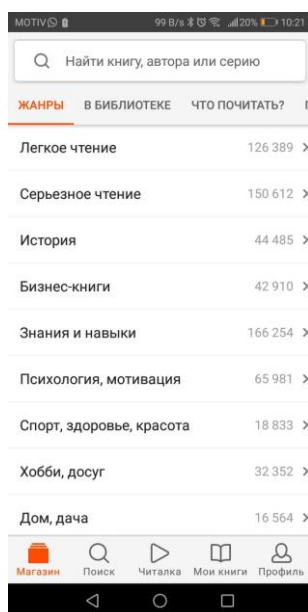 MOTIV 99 B/s 20% 10:21
Найти книгу, автора или серию
ЖАНРЫ В БИБЛИОТЕКЕ ЧТО ПОЧИТАТЬ?
Легкое чтение 126 389
Серьезное чтение 150 612
История 44 485
Бизнес-книги 42 910
Знания и навыки 166 254
Психология, мотивация 65 981
Спорт, здоровье, красота 18 833
Хобби, досуг 32 352
Дом, дача 16 564
Магазин Поиск Читалка Мои книги Профиль